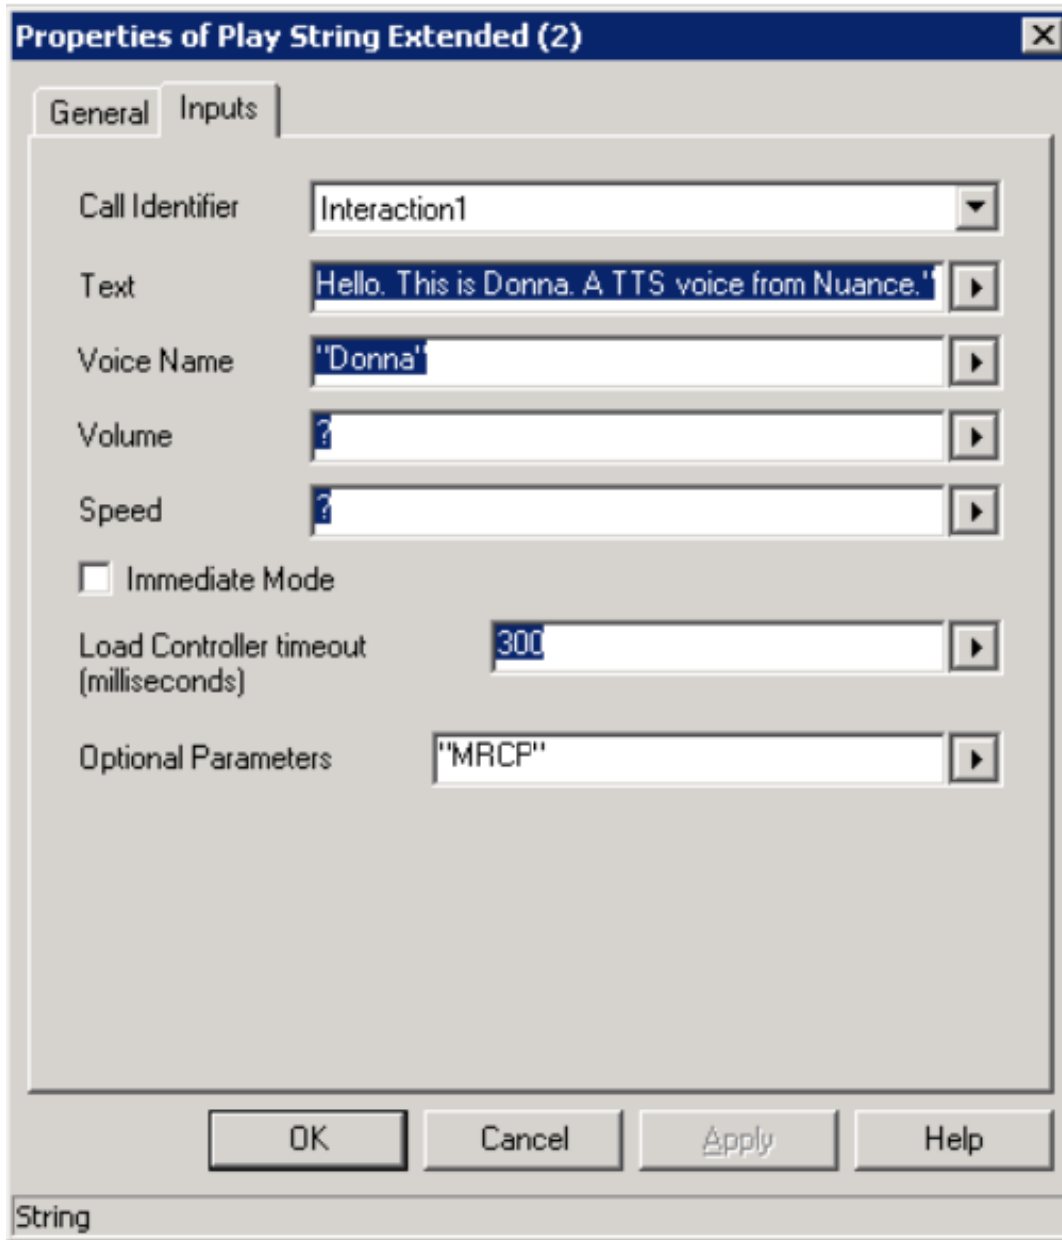 Properties of Play String Extended (2)
General
Inputs
Call Identifier
Interaction1
Text
Hello. This is Donna. A TTS voice from Nuance."
Voice Name
"Donna"
Volume
?
Speed
?
Immediate Mode
Load Controller timeout
(milliseconds)
300
Optional Parameters
"MRCP"
OK
Cancel
Apply
Help
String